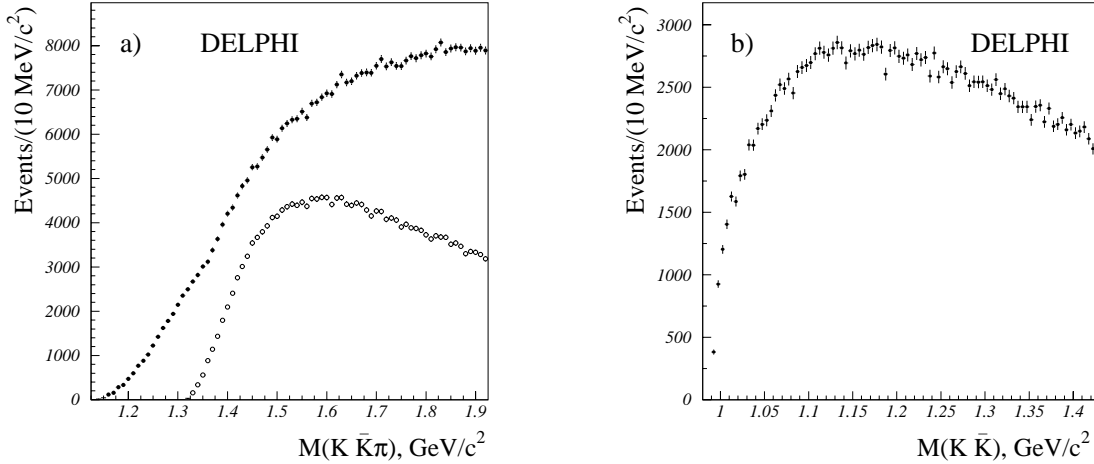 a) DELPHI
Events/(10 MeV/c²)
8000
7000
6000
5000
4000
3000
2000
1000
0
1.2 1.3 1.4 1.5 1.6 1.7 1.8 1.9
M(K K̄π), GeV/c²
b) DELPHI
Events/(10 MeV/c²)
3000
2500
2000
1500
1000
500
0
1 1.05 1.1 1.15 1.2 1.25 1.3 1.35 1.4
M(K K̄), GeV/c²